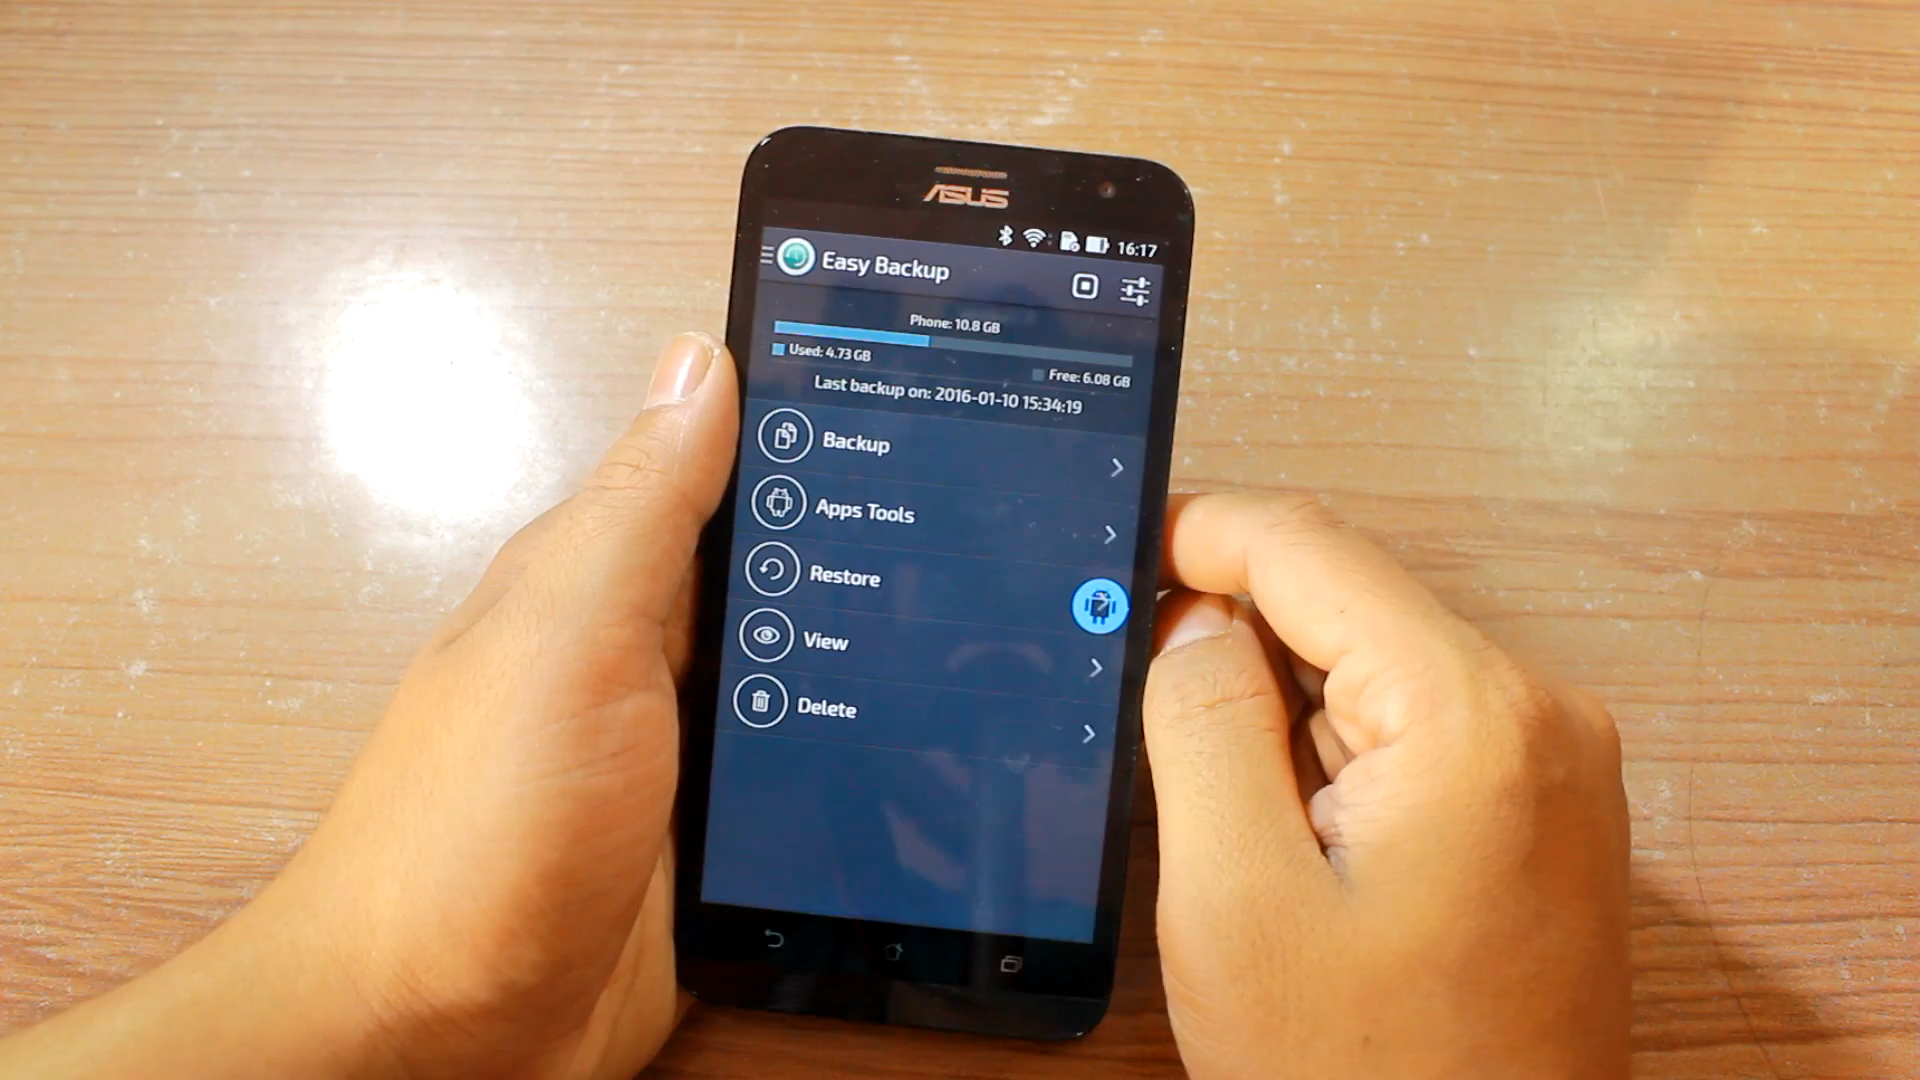 ASUS
16:17
Easy Backup
Phone: 10.8 GB
Used: 4.73 GB
Free: 6.08 GB
Last backup on: 2016-01-10 15:34:19
Backup
Apps Tools
Restore
View
Delete